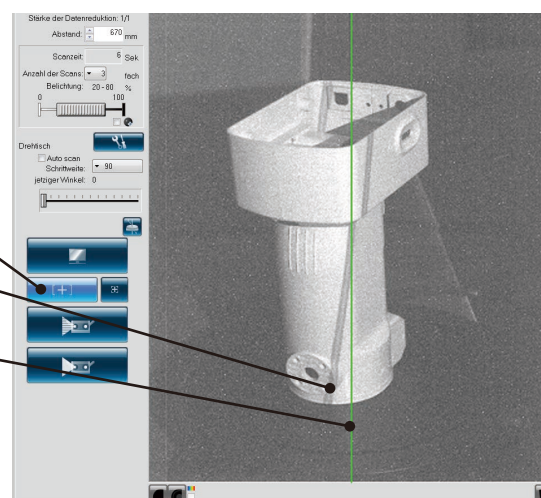 Stärke der Datenreduktion: 1/1
Abstand: 670 mm
Scanzeit: 6 Sek
Anzahl der Scans: 3 fach
Belichtung: 20-80 %
0 100
Drehtisch
Auto scan
Schrittweite: 90
jetziger Winkel: 0
[+]